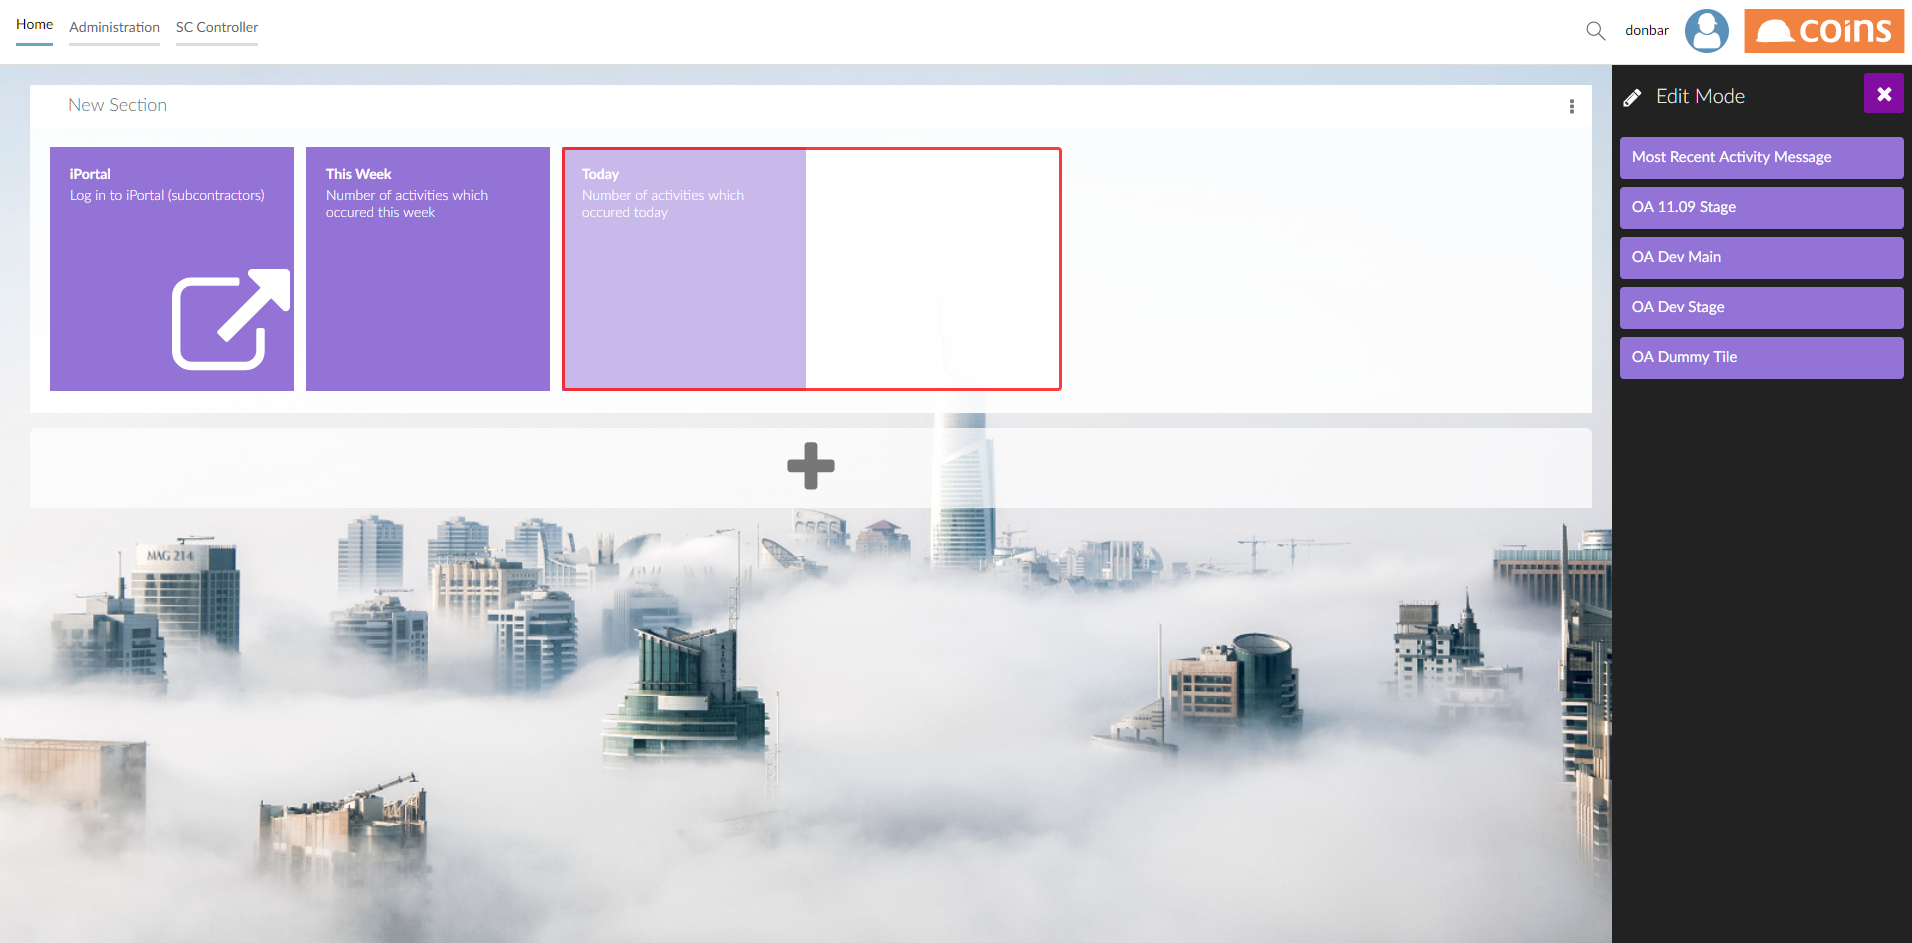 Home
Administration
SC Controller
donbar
coins
New Section
Edit Mode
iPortal
Log in to iPortal (subcontractors)
This Week
Number of activities which
occured this week
Today
Number of activities which
occured today
Most Recent Activity Message
OA 11.09 Stage
OA Dev Main
OA Dev Stage
OA Dummy Tile
MAG 214